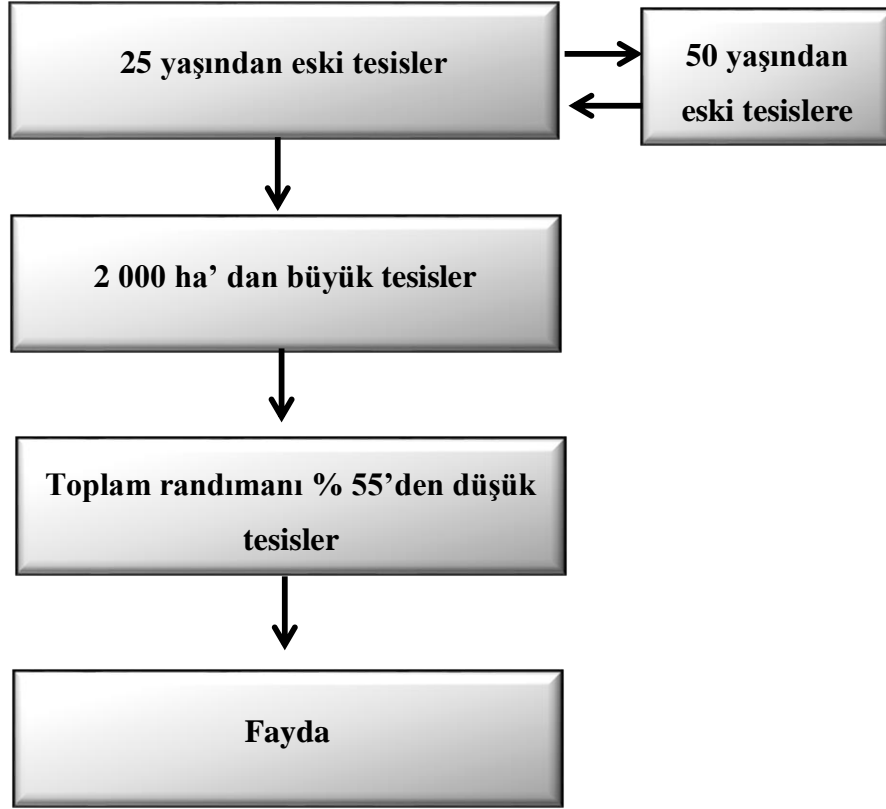 25 yaşından eski tesisler
50 yaşından
eski tesislere
2 000 ha’ dan büyük tesisler
Toplam randımanı % 55’den düşük
tesisler
Fayda